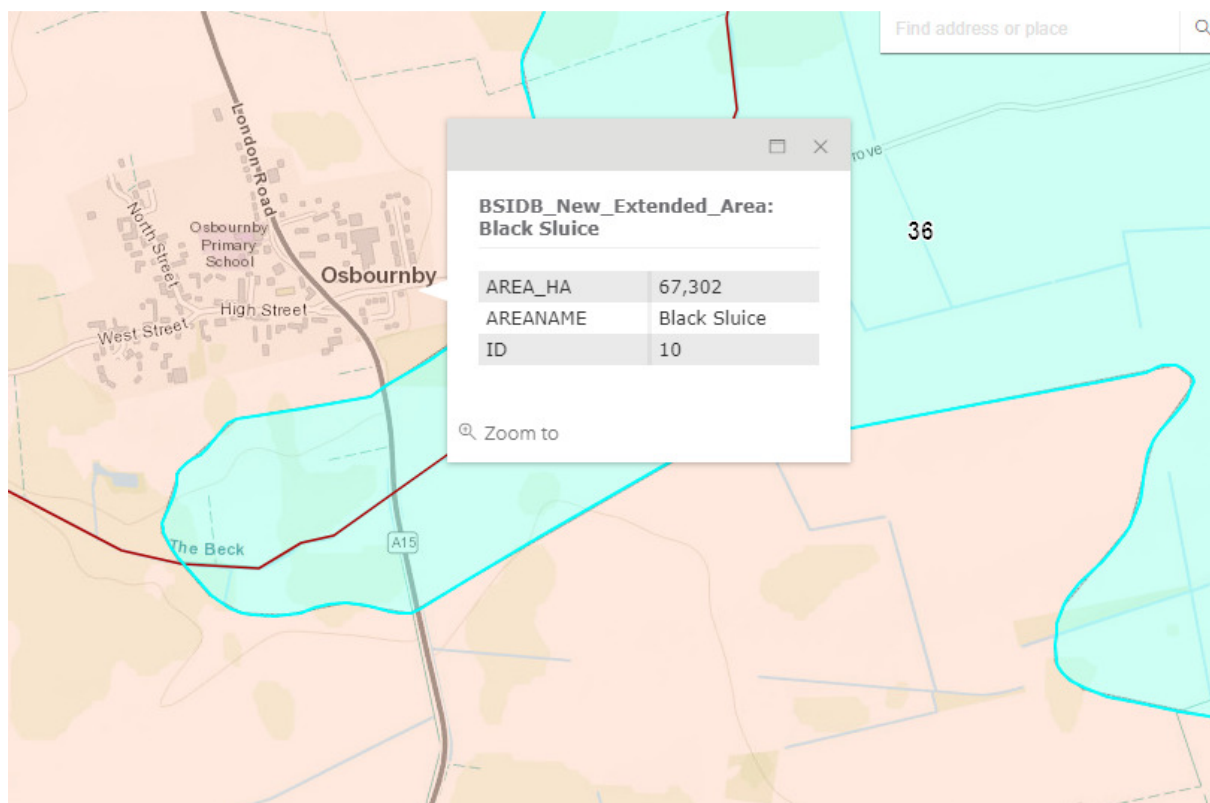 Find address or place
London Road
rove
BSIDB_New_Extended_Area:
Black Sluice
36
North Street
Osbournby
Primary
School
Osbournby
AREA_HA 67,302
AREANAME Black Sluice
ID 10
High Street
West Street
Zoom to
A15
The Beck